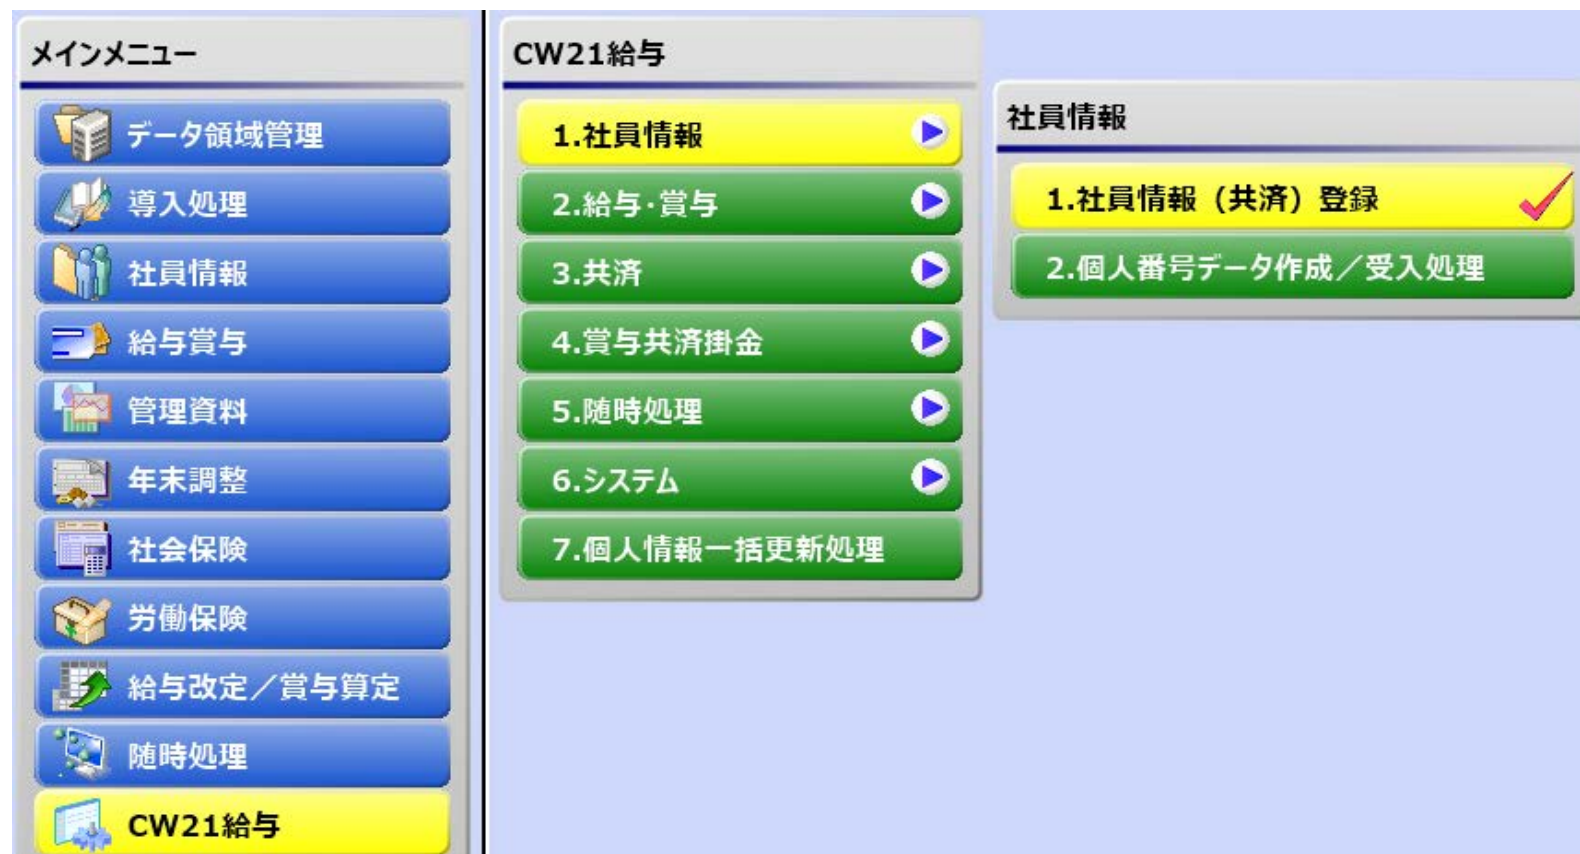 メインメニュー
データ領域管理
導入処理
社員情報
給与賞与
管理資料
年末調整
社会保険
労働保険
給与改定／賞与算定
随時処理
CW21給与
CW21給与
1.社員情報
2.給与･賞与
3.共済
4.賞与共済掛金
5.随時処理
6.システム
7.個人情報一括更新処理
社員情報
1.社員情報（共済）登録
2.個人番号データ作成／受入処理